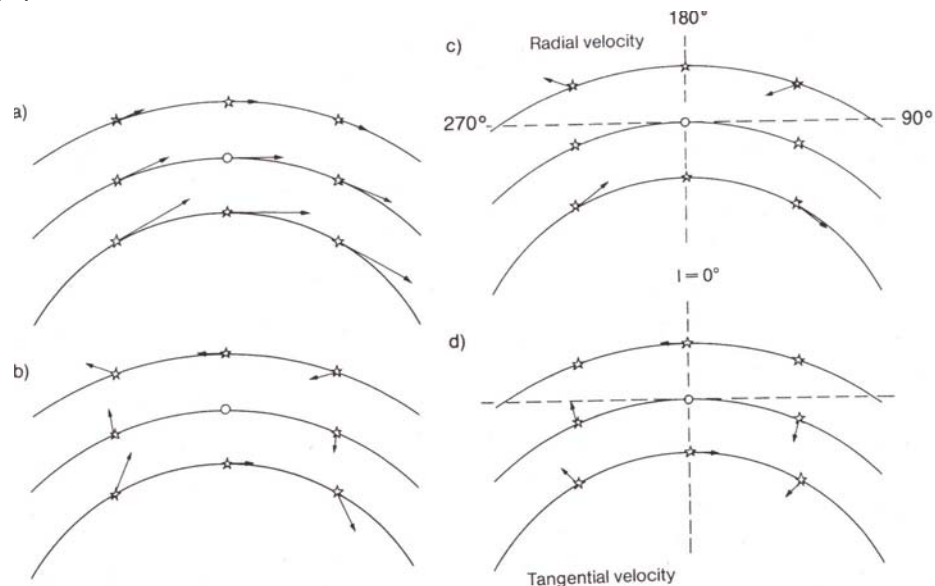 180°
c)
Radial velocity
a)
270°
90°
l = 0°
b)
d)
Tangential velocity